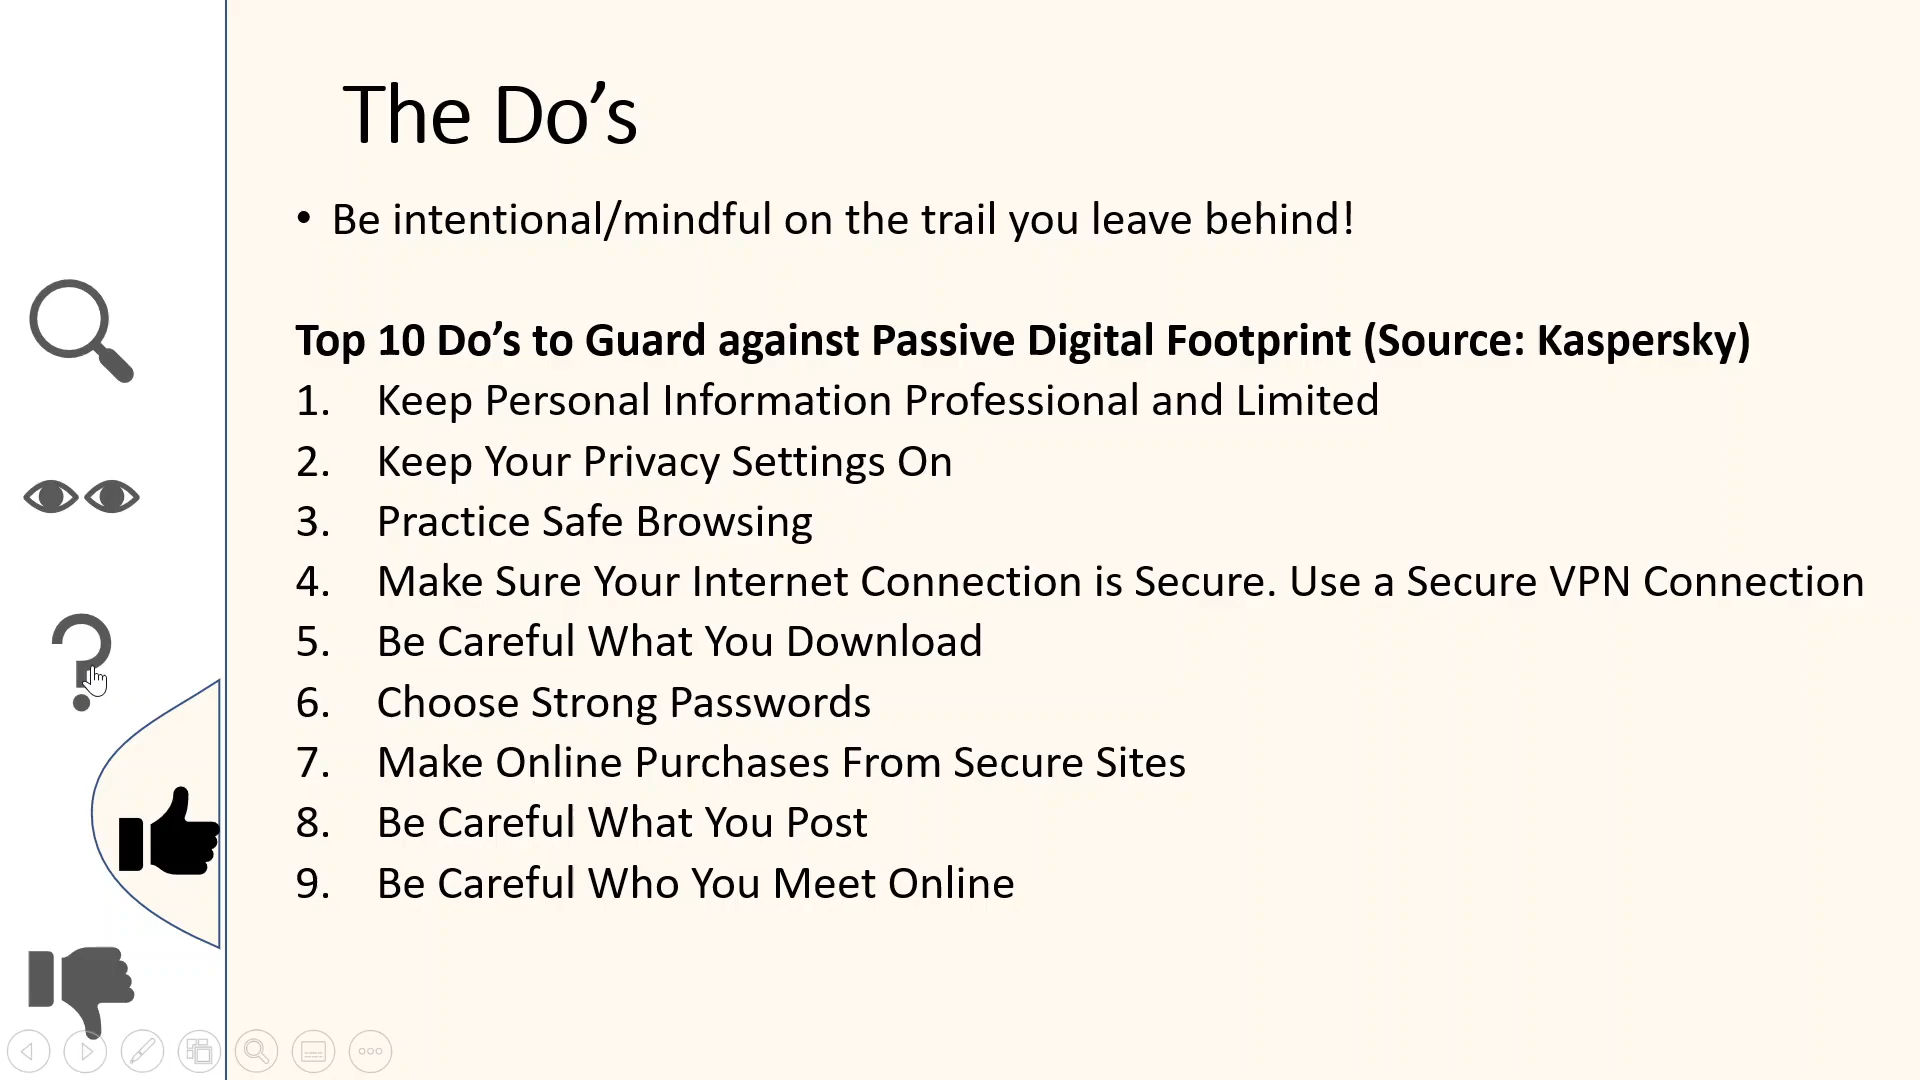 The Do’s
• Be intentional/mindful on the trail you leave behind!
Top 10 Do’s to Guard against Passive Digital Footprint (Source: Kaspersky)
1. Keep Personal Information Professional and Limited
2. Keep Your Privacy Settings On
3. Practice Safe Browsing
4. Make Sure Your Internet Connection is Secure. Use a Secure VPN Connection
5. Be Careful What You Download
6. Choose Strong Passwords
7. Make Online Purchases From Secure Sites
8. Be Careful What You Post
9. Be Careful Who You Meet Online